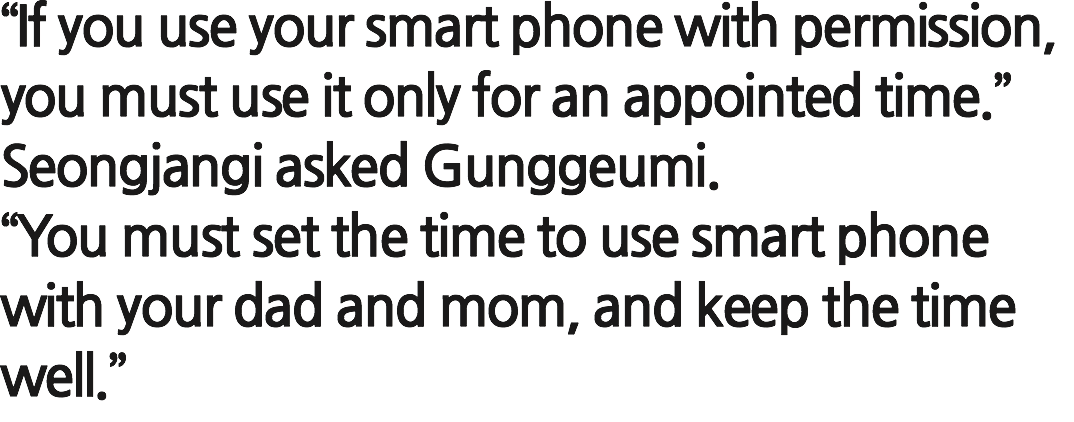 “If you use your smart phone with permission,
you must use it only for an appointed time.”
Seongjangi asked Gunggeumi.
“You must set the time to use smart phone
with your dad and mom, and keep the time
well.”